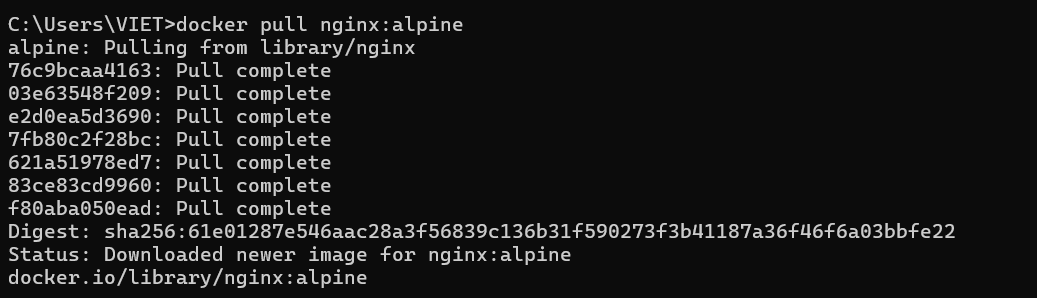 C:\Users\VIET>docker pull nginx:alpine
alpine: Pulling from library/nginx
76c9bcaa4163: Pull complete
03e63548f209: Pull complete
e2d0ea5d3690: Pull complete
7fb80c2f28bc: Pull complete
621a51978ed7: Pull complete
83ce83cd9960: Pull complete
f80aba050ead: Pull complete
Digest: sha256:61e01287e546aac28a3f56839c136b31f590273f3b41187a36f46f6a03bbfe22
Status: Downloaded newer image for nginx:alpine
docker.io/library/nginx:alpine